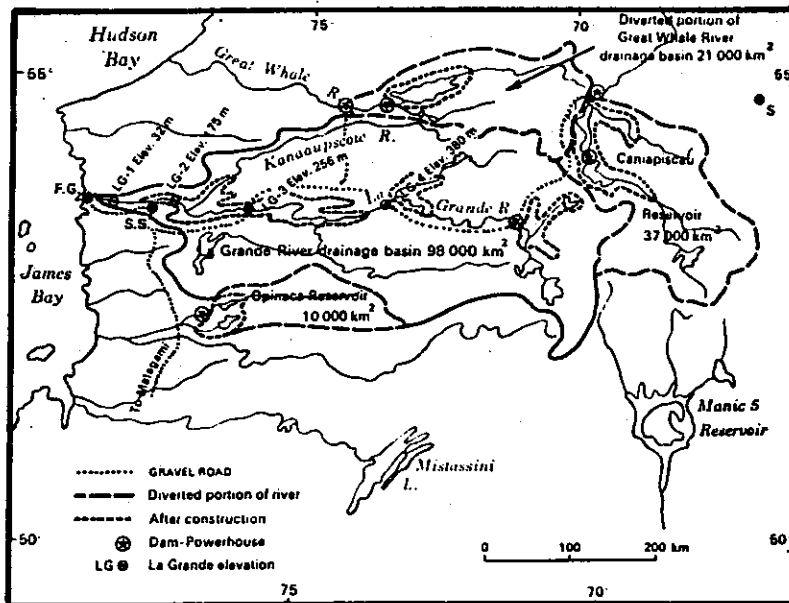 75
70
Hudson
Bay
Diverted portion of
Great Whale River
drainage basin 21 000 km²
Great Whale
R
65
65
S
R.
Kanaaupscow
LG-1 Elev. 32 m
LG-2 Elev. 175 m
LG-3 Elev. 256 m
LG-4 Elev. 380 m
Caniapiscau
F.G.
S.S.
Grande R
Reservoir
37 000 km²
La Grande River drainage basin 98 000 km²
James
Bay
Opinaca Reservoir
10 000 km²
To Matagami
Manic 5
Reservoir
Mistassini
L.
GRAVEL ROAD
Diverted portion of river
After construction
Dam-Powerhouse
LG
La Grande elevation
50
60
0 100 200 km
75
70